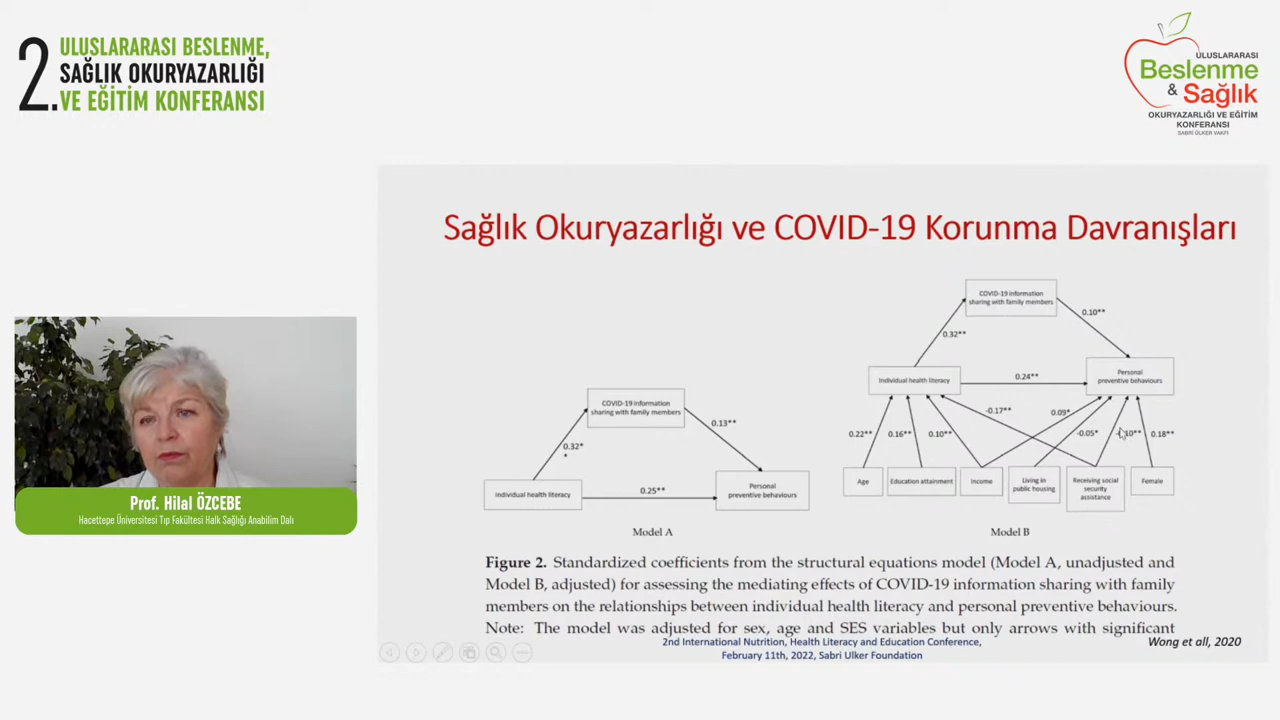 2.
ULUSLARARASI BESLENME,
SAĞLIK OKURYAZARLIĞI
VE EĞİTİM KONFERANSI
ULUSLARARASI
Beslenme
& Sağlık
OKURYAZARLIĞI VE EĞİTİM
KONFERANSI
SABRİ ÜLKER VAKFI
Sağlık Okuryazarlığı ve COVID-19 Korunma Davranışları
COVID-19 information
sharing with family members
0.32*
*
0.13**
Individual health literacy
0.25**
Personal
preventive behaviours
Model A
COVID-19 information
sharing with family members
0.32**
0.10**
Individual health literacy
0.24**
Personal
preventive behaviours
0.22**
0.16**
0.10**
-0.17**
0.09*
-0.05*
0.18**
Age
Education attainment
Income
Living in
public housing
Receiving social
security
assistance
Female
Model B
Figure 2. Standardized coefficients from the structural equations model (Model A, unadjusted and
Model B, adjusted) for assessing the mediating effects of COVID-19 information sharing with family
members on the relationships between individual health literacy and personal preventive behaviours.
Note: The model was adjusted for sex, age and SES variables but only arrows with significant
2nd International Nutrition, Health Literacy and Education Conference,
February 11th, 2022, Sabri Ulker Foundation
Wong et all, 2020
Prof. Hilal ÖZCEBE
Hacettepe Üniversitesi Tıp Fakültesi Halk Sağlığı Anabilim Dalı